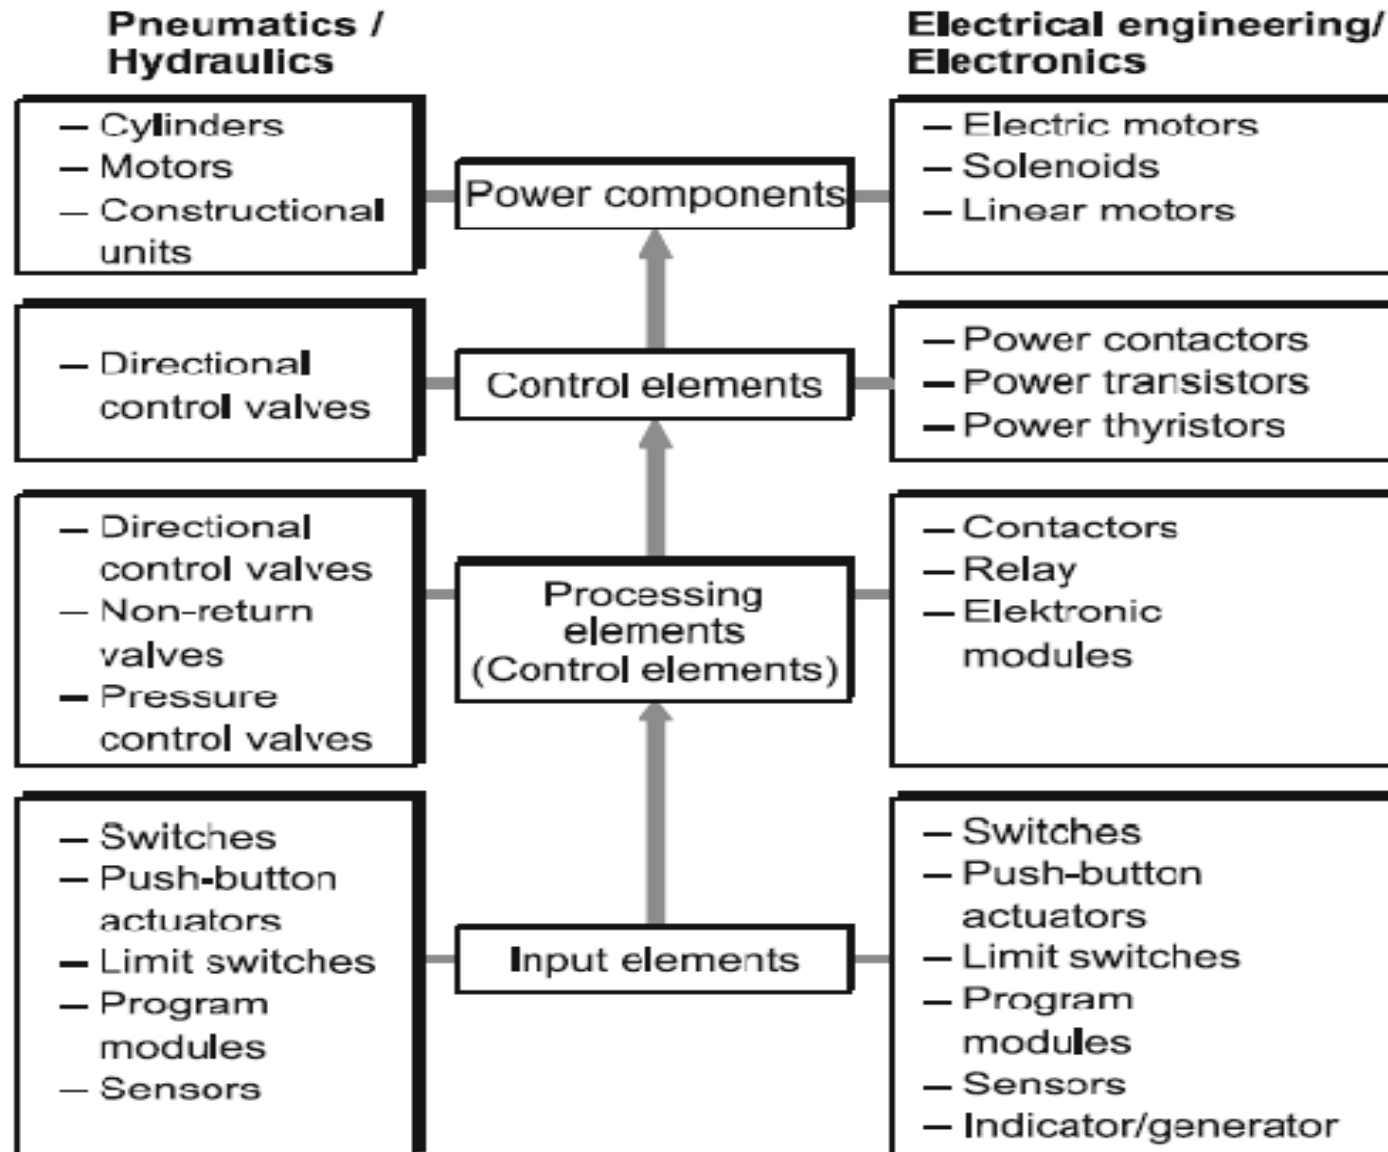 Pneumatics /
Hydraulics
Electrical engineering/
Electronics
– Cylinders
– Motors
– Constructional
units
Power components
– Electric motors
– Solenoids
– Linear motors
– Directional
control valves
Control elements
– Power contactors
– Power transistors
– Power thyristors
– Directional
control valves
– Non-return
valves
– Pressure
control valves
Processing
elements
(Control elements)
– Contactors
– Relay
– Elektronic
modules
– Switches
– Push-button
actuators
– Limit switches
– Program
modules
– Sensors
Input elements
– Switches
– Push-button
actuators
– Limit switches
– Program
modules
– Sensors
– Indicator/generator